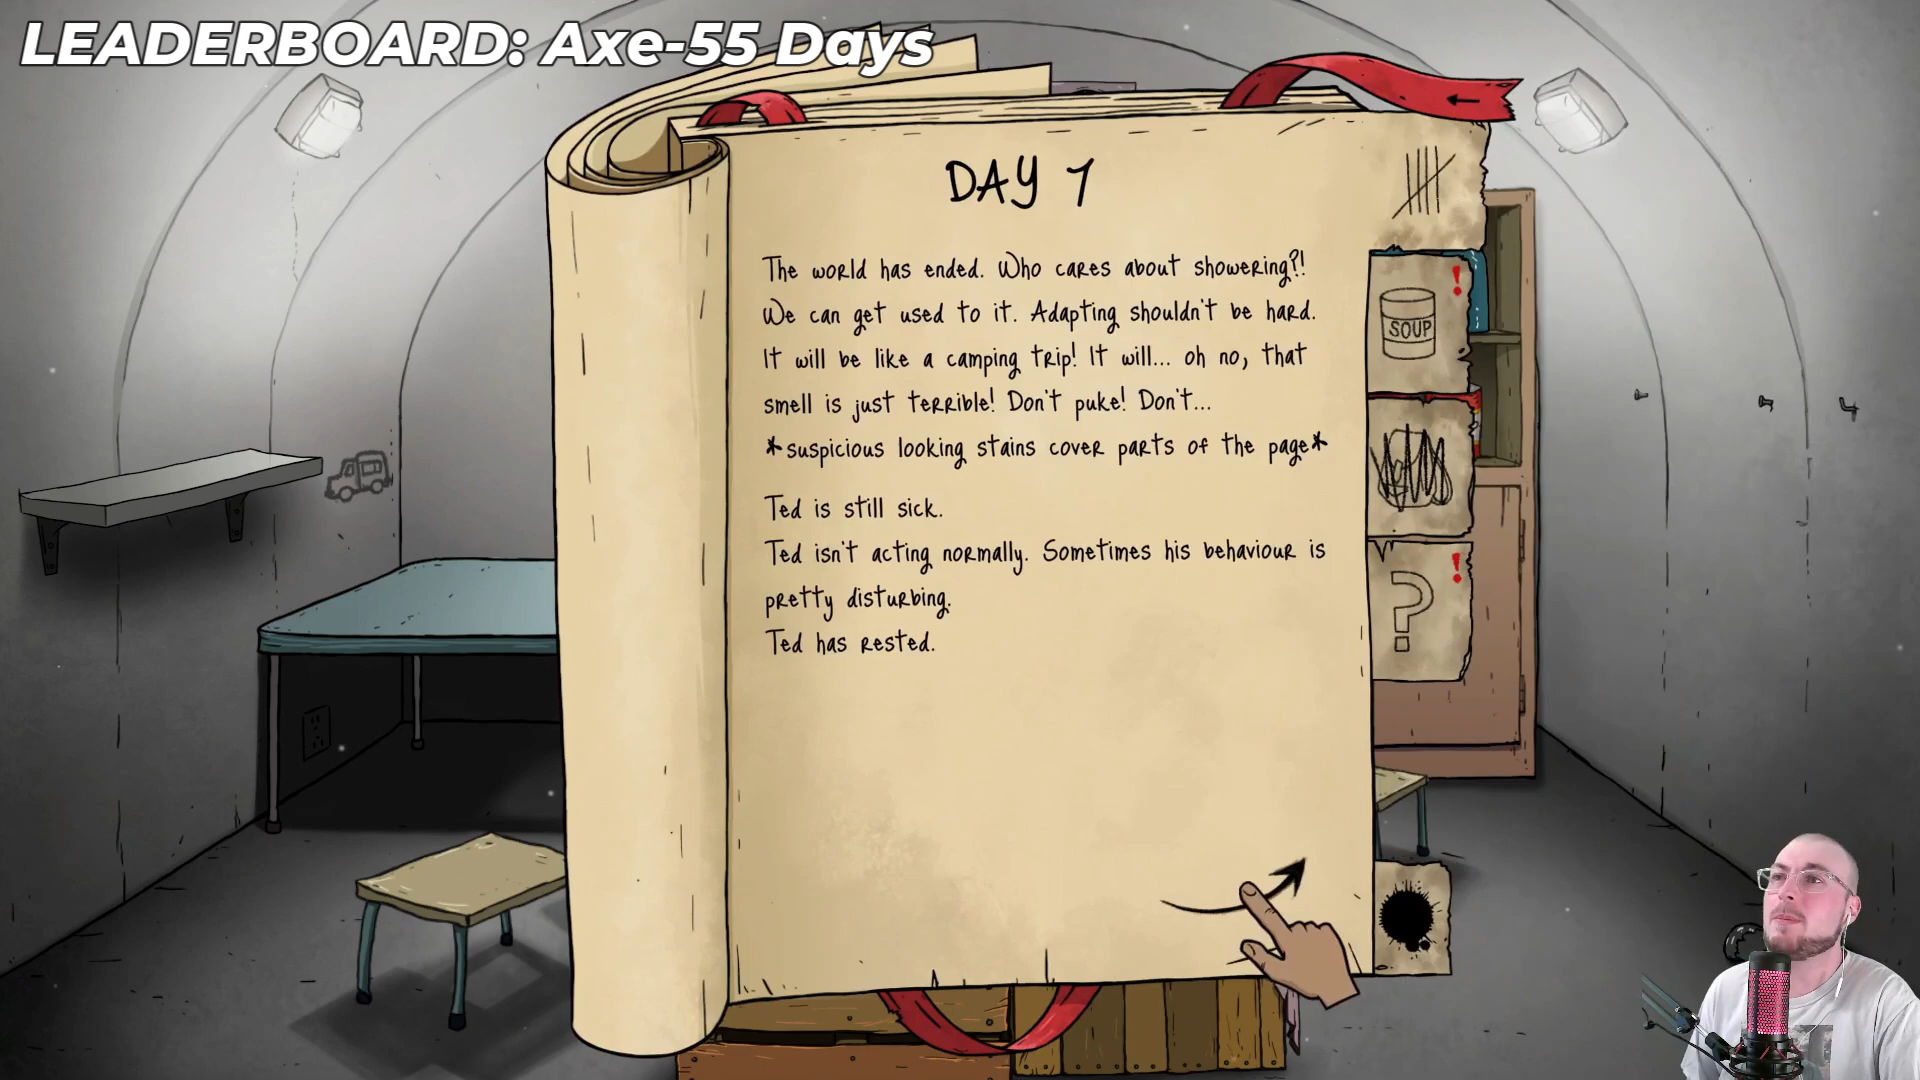 LEADERBOARD: Axe-55 Days
DAY 7
The world has ended. Who cares about showering?!
We can get used to it. Adapting shouldn't be hard.
It will be like a camping trip! It will... oh no, that
smell is just terrible! Don't puke! Don't...
*suspicious looking stains cover parts of the page*
Ted is still sick.
Ted isn't acting normally. Sometimes his behaviour is
pretty disturbing.
Ted has rested.
!
SOUP
!
?